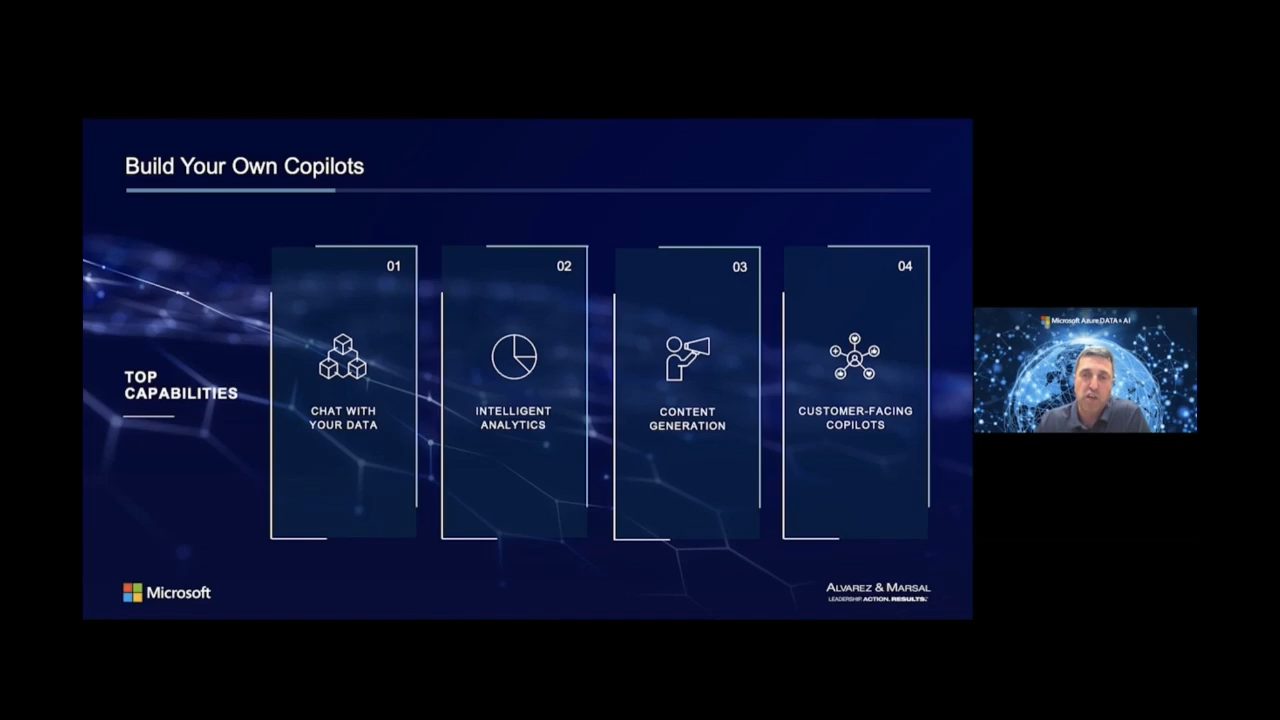 Build Your Own Copilots
TOP
CAPABILITIES
01
CHAT WITH
YOUR DATA
02
INTELLIGENT
ANALYTICS
03
CONTENT
GENERATION
04
CUSTOMER-FACING
COPILOTS
Microsoft
ALVAREZ & MARSAL
LEADERSHIP. ACTION. RESULTS.™
Microsoft Azure DATA & AI